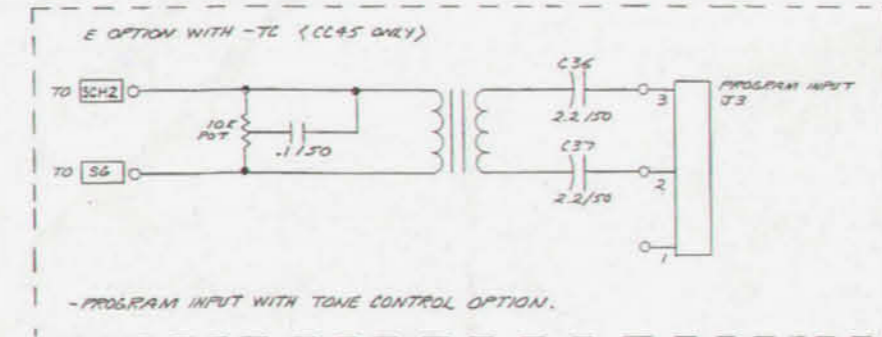 E OPTION WITH -TC (CC45 ONLY)
TO SCH2
10K
POT
.1/50
TO SG
C36
2.2/50
C37
2.2/50
3
2
1
PROGRAM INPUT
J3
-PROGRAM INPUT WITH TONE CONTROL OPTION.